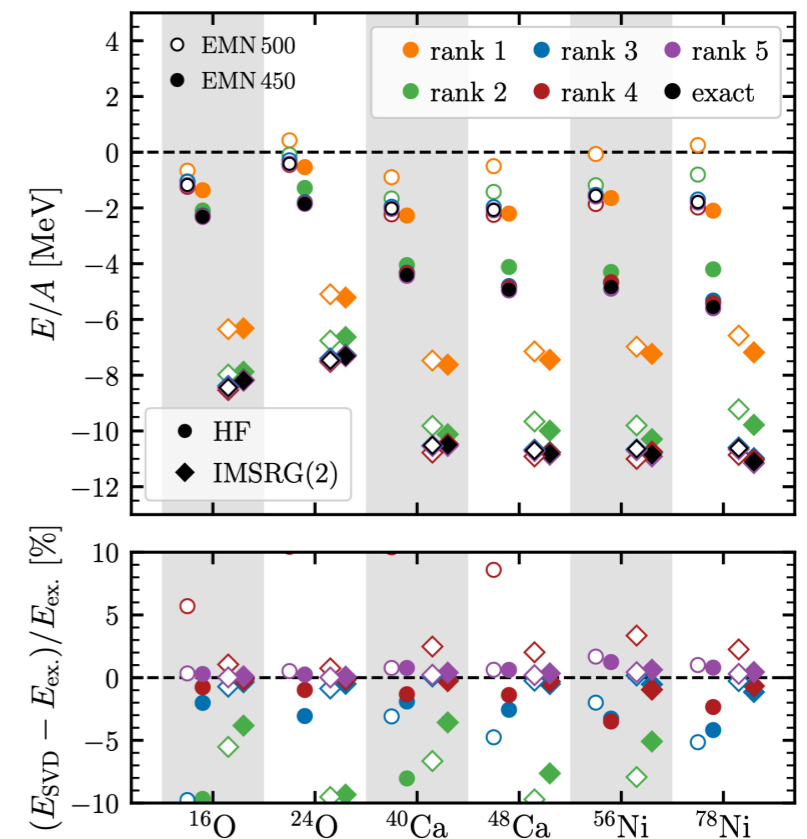 4
2
0
−2
−4
−6
−8
−10
−12
E/A [MeV]
EMN 500
EMN 450
rank 1 rank 3 rank 5
rank 2 rank 4 exact
HF
IMSRG(2)
10
5
0
−5
−10
(E_SVD − E_ex.)/E_ex. [%]
¹⁶O ²⁴O ⁴⁰Ca ⁴⁸Ca ⁵⁶Ni ⁷⁸Ni